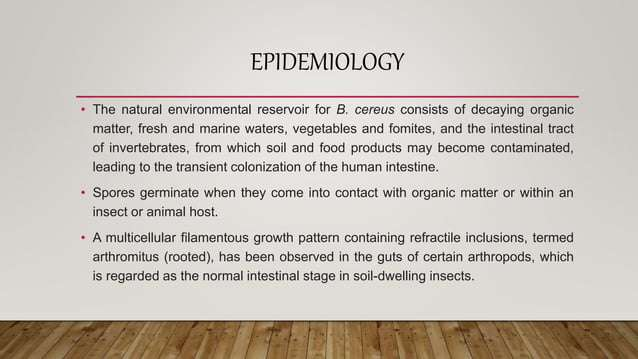 EPIDEMIOLOGY
• The natural environmental reservoir for B. cereus consists of decaying organic
matter, fresh and marine waters, vegetables and fomites, and the intestinal tract
of invertebrates, from which soil and food products may become contaminated,
leading to the transient colonization of the human intestine.
• Spores germinate when they come into contact with organic matter or within an
insect or animal host.
• A multicellular filamentous growth pattern containing refractile inclusions, termed
arthromitus (rooted), has been observed in the guts of certain arthropods, which
is regarded as the normal intestinal stage in soil-dwelling insects.